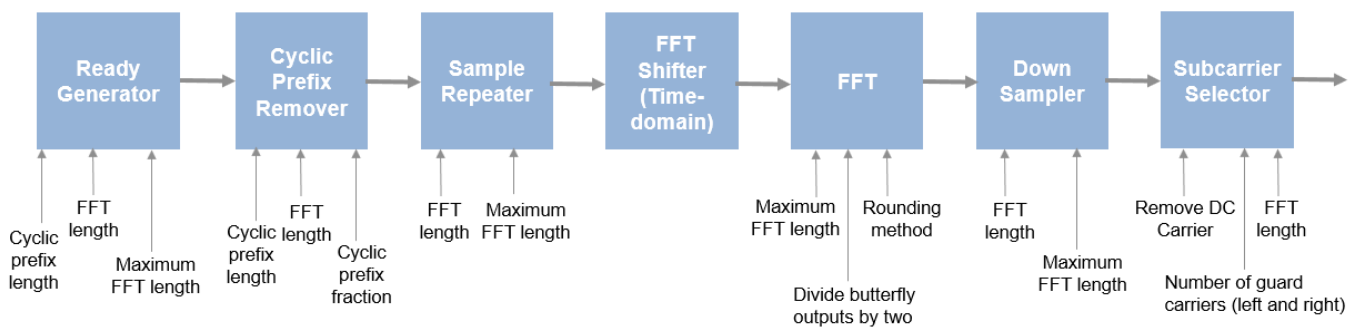 Ready
Generator
Cyclic
Prefix
Remover
Sample
Repeater
FFT
Shifter
(Time-
domain)
FFT
Down
Sampler
Subcarrier
Selector
Cyclic
prefix
length
FFT
length
Maximum
FFT length
Cyclic
prefix
length
FFT
length
Cyclic
prefix
fraction
FFT
length
Maximum
FFT length
Maximum
FFT length
Divide butterfly
outputs by two
Rounding
method
FFT
length
Maximum
FFT length
Remove DC
Carrier
Number of guard
carriers (left and right)
FFT
length